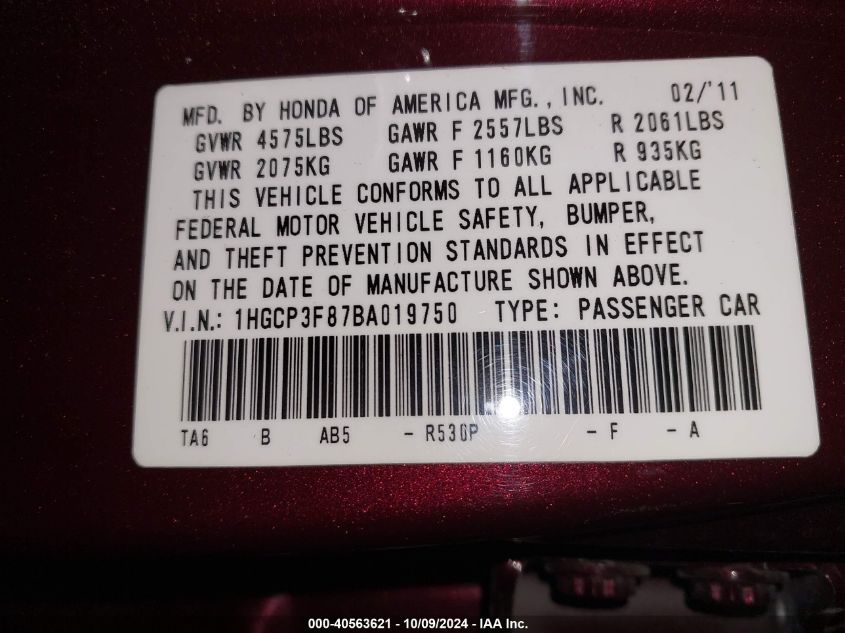 MFD. BY HONDA OF AMERICA MFG., INC. 02/'11
GVWR 4575LBS GAWR F 2557LBS R 2061LBS
GVWR 2075KG GAWR F 1160KG R 935KG
THIS VEHICLE CONFORMS TO ALL APPLICABLE
FEDERAL MOTOR VEHICLE SAFETY, BUMPER,
AND THEFT PREVENTION STANDARDS IN EFFECT
ON THE DATE OF MANUFACTURE SHOWN ABOVE.
V.I.N.: 1HGCP3F87BA019750 TYPE: PASSENGER CAR
TA6 B AB5 - R530P - F - A
000-40563621 - 10/09/2024 - IAA Inc.